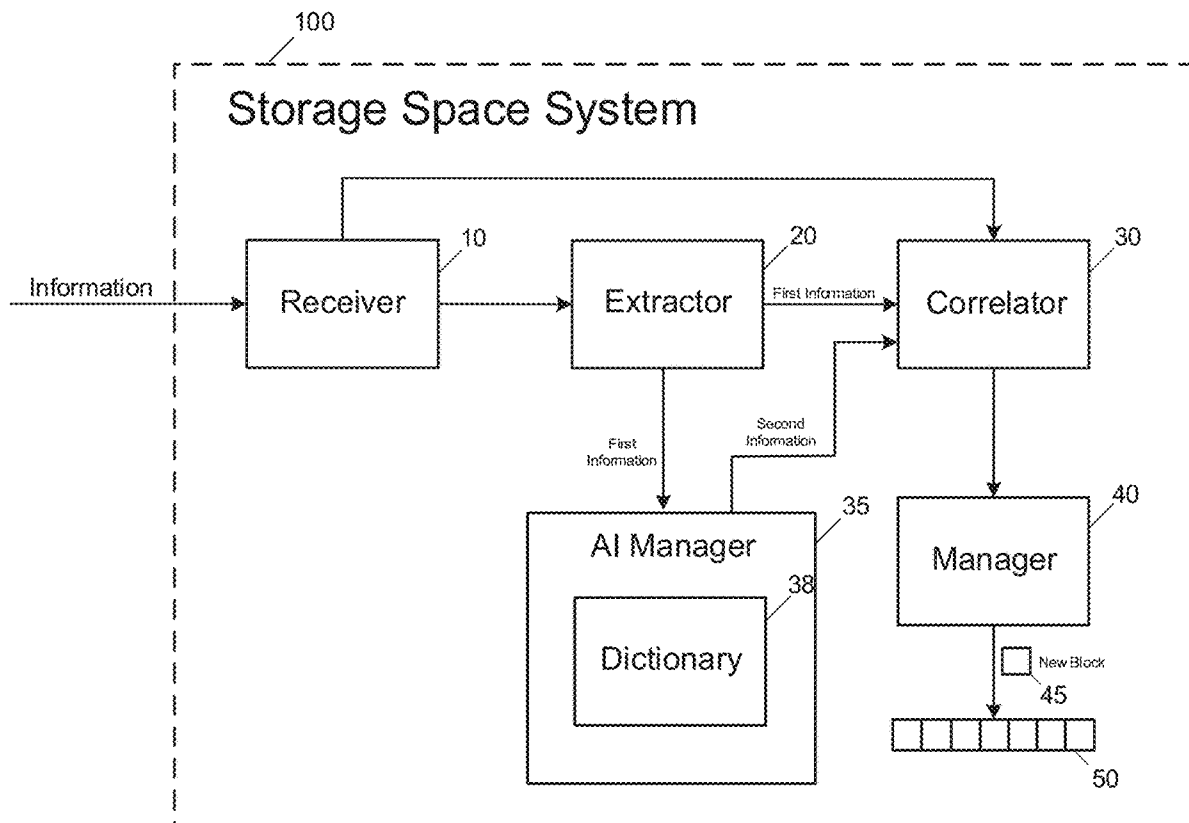 100
Storage Space System
10
20
30
Information
Receiver
Extractor
First Information
Correlator
First
Information
Second
Information
35
40
AI Manager
Manager
38
Dictionary
New Block
45
50